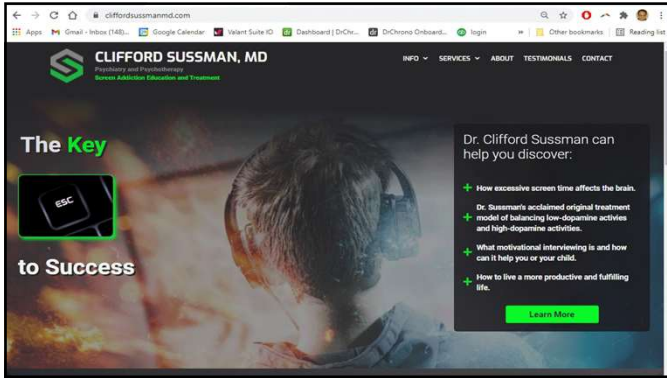 cliffordsussmanmd.com
Apps Gmail - Inbox (148)... Google Calendar Valant Suite IO Dashboard | DrChr... DrChrono Onboard... login » Other bookmarks Reading list
CLIFFORD SUSSMAN, MD
Psychiatry and Psychotherapy
Screen Addiction Education and Treatment
INFO SERVICES ABOUT TESTIMONIALS CONTACT
The Key
ESC
to Success
Dr. Clifford Sussman can
help you discover:
How excessive screen time affects the brain.
Dr. Sussman's acclaimed original treatment
model of balancing low-dopamine activies
and high-dopamine activities.
What motivational interviewing is and how
can it help you or your child.
How to live a more productive and fulfilling
life.
Learn More